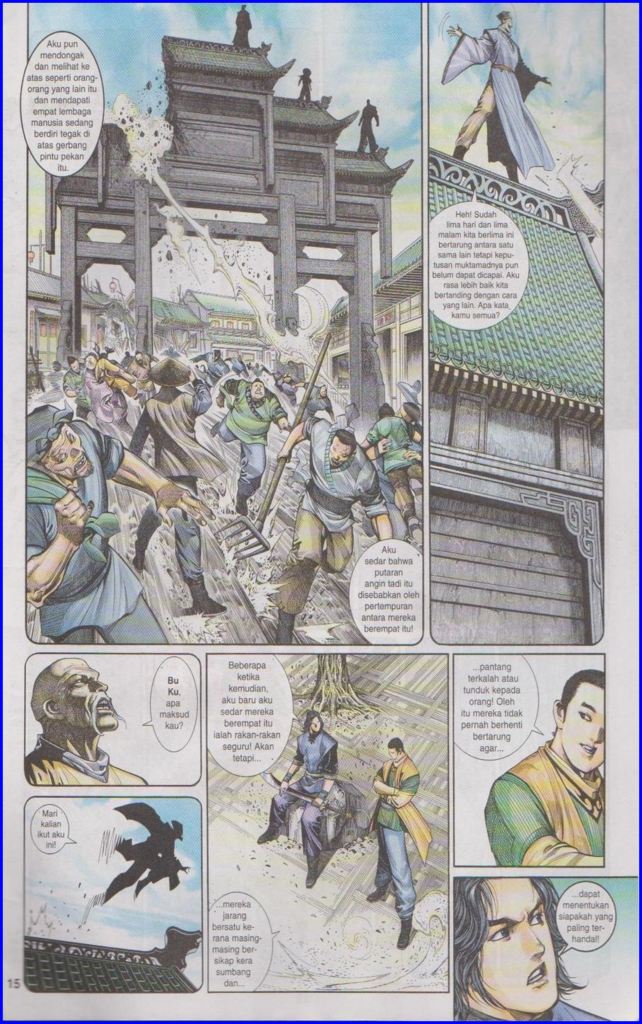 Aku pun
mendongak
dan melihat ke
atas seperti orang-
orang yang lain itu
dan mendapati
empat lembaga
manusia sedang
berdiri tegak di
atas gerbang
pintu pekan
itu.
Heh! Sudah
lima hari dan lima
malam kita berlima ini
bertarung antara satu
sama lain tetapi kepu-
tusan muktamadnya pun
belum dapat dicapai. Aku
rasa lebih baik kita
bertanding dengan cara
yang lain. Apa kata
kamu semua?
Aku
sedar bahwa
putaran
angin tadi itu
disebabkan oleh
pertempuran
antara mereka
berempat itu!
Bu
Ku,
apa
maksud
kau?
Mari
kalian
ikut aku
ini!
Beberapa
ketika
kemudian,
aku baru aku
sedar mereka
berempat itu
ialah rakan-rakan
seguru! Akan
tetapi...
...mereka
jarang
bersatu ke-
rana masing-
masing ber-
sikap kera
sumbang
dan...
...pantang
terkalah atau
tunduk kepada
orang! Oleh
itu mereka tidak
pernah berhenti
bertarung
agar...
...dapat
menentukan
siapakah yang
paling ter-
handal!
15